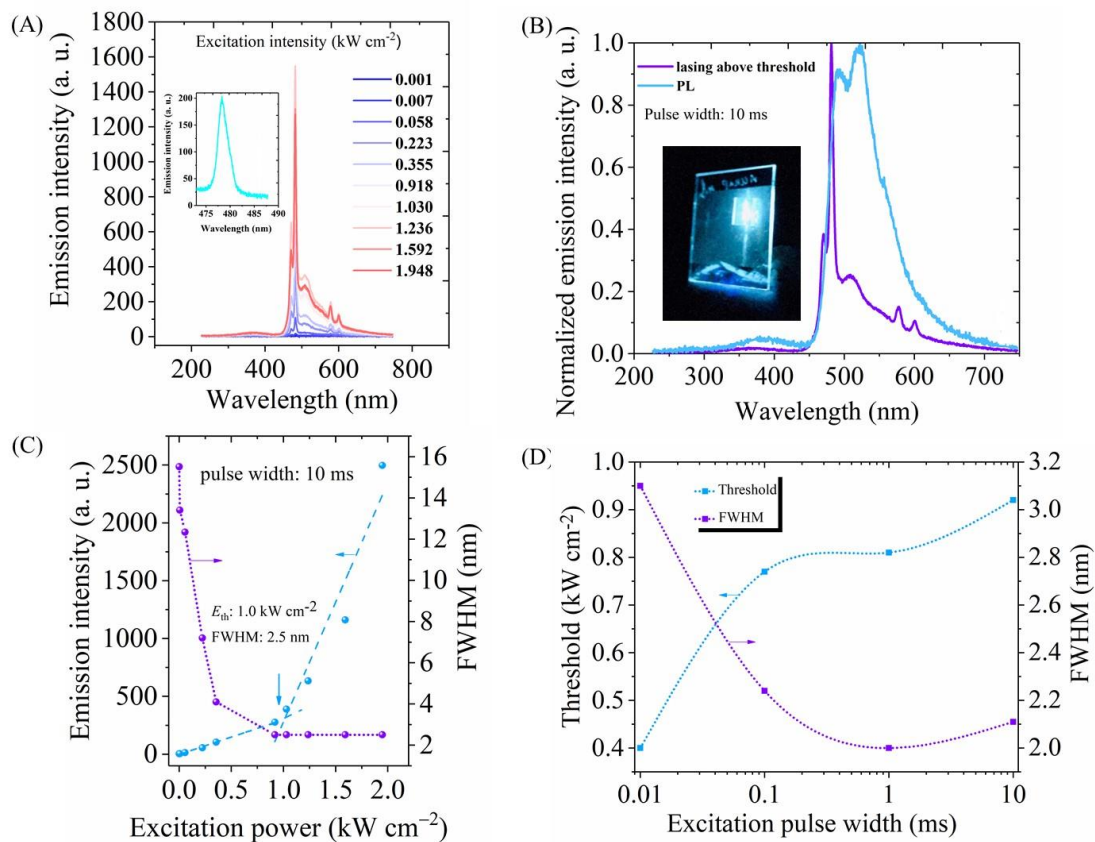 (A)
Emission intensity (a. u.)
1800
1600
1400
1200
1000
800
600
400
200
0
Excitation intensity (kW cm⁻²)
0.001
0.007
0.058
0.223
0.355
0.918
1.030
1.236
1.592
1.948
Emission intensity (a. u.)
200
150
100
50
0
475 480 485 490
Wavelength (nm)
200 400 600 800
Wavelength (nm)
(B)
Normalized emission intensity (a. u.)
1.0
0.8
0.6
0.4
0.2
0.0
lasing above threshold
PL
Pulse width: 10 ms
200 300 400 500 600 700
Wavelength (nm)
(C)
Emission intensity (a. u.)
2500
2000
1500
1000
500
0
pulse width: 10 ms
Eth: 1.0 kW cm⁻²
FWHM: 2.5 nm
16
14
12
10
8
6
4
2
FWHM (nm)
0.0 0.5 1.0 1.5 2.0
Excitation power (kW cm⁻²)
(D)
Threshold (kW cm⁻²)
1.0
0.9
0.8
0.7
0.6
0.5
0.4
Threshold
FWHM
3.2
3.0
2.8
2.6
2.4
2.2
2.0
FWHM (nm)
0.01 0.1 1 10
Excitation pulse width (ms)